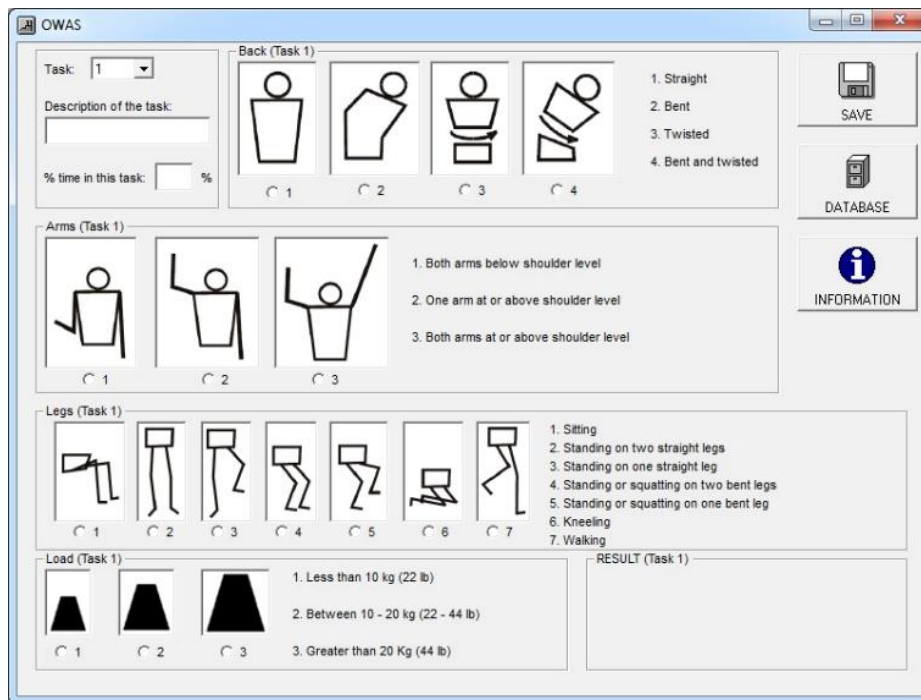 OWAS
Task: 1
Description of the task:
% time in this task: %
Back (Task 1)
1 2 3 4
1. Straight
2. Bent
3. Twisted
4. Bent and twisted
SAVE
DATABASE
INFORMATION
Arms (Task 1)
1 2 3
1. Both arms below shoulder level
2. One arm at or above shoulder level
3. Both arms at or above shoulder level
Legs (Task 1)
1 2 3 4 5 6 7
1. Sitting
2. Standing on two straight legs
3. Standing on one straight leg
4. Standing or squatting on two bent legs
5. Standing or squatting on one bent leg
6. Kneeling
7. Walking
Load (Task 1)
1 2 3
1. Less than 10 kg (22 lb)
2. Between 10 - 20 kg (22 - 44 lb)
3. Greater than 20 Kg (44 lb)
RESULT (Task 1)